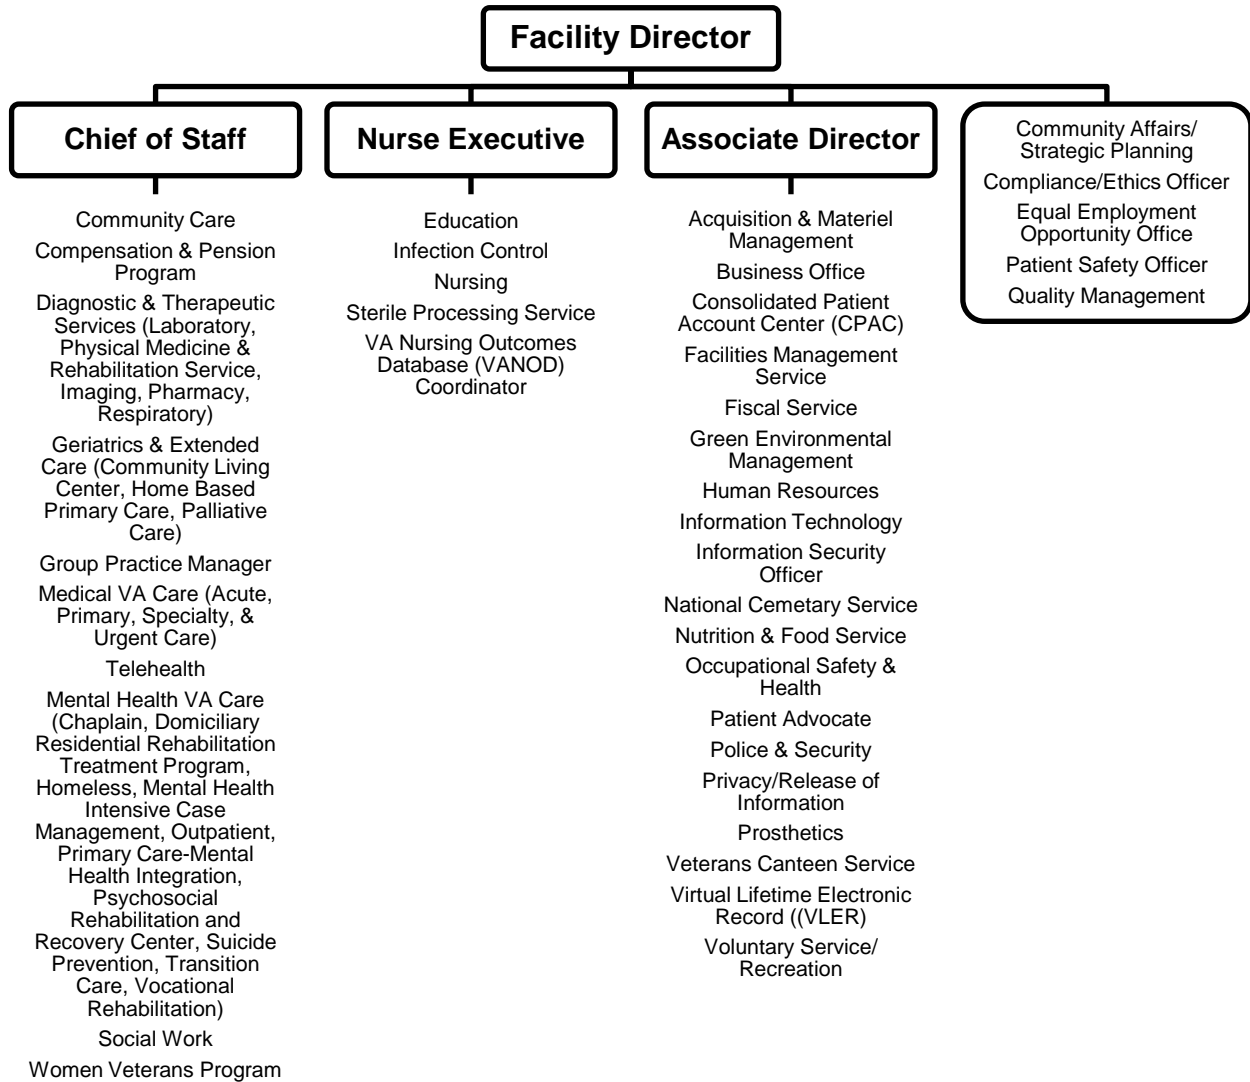 Facility Director
Chief of Staff
Community Care
Compensation & Pension
Program
Diagnostic & Therapeutic
Services (Laboratory,
Physical Medicine &
Rehabilitation Service,
Imaging, Pharmacy,
Respiratory)
Geriatrics & Extended
Care (Community Living
Center, Home Based
Primary Care, Palliative
Care)
Group Practice Manager
Medical VA Care (Acute,
Primary, Specialty, &
Urgent Care)
Telehealth
Mental Health VA Care
(Chaplain, Domiciliary
Residential Rehabilitation
Treatment Program,
Homeless, Mental Health
Intensive Case
Management, Outpatient,
Primary Care-Mental
Health Integration,
Psychosocial
Rehabilitation and
Recovery Center, Suicide
Prevention, Transition
Care, Vocational
Rehabilitation)
Social Work
Women Veterans Program
Nurse Executive
Education
Infection Control
Nursing
Sterile Processing Service
VA Nursing Outcomes
Database (VANOD)
Coordinator
Associate Director
Acquisition & Materiel
Management
Business Office
Consolidated Patient
Account Center (CPAC)
Facilities Management
Service
Fiscal Service
Green Environmental
Management
Human Resources
Information Technology
Information Security
Officer
National Cemetary Service
Nutrition & Food Service
Occupational Safety &
Health
Patient Advocate
Police & Security
Privacy/Release of
Information
Prosthetics
Veterans Canteen Service
Virtual Lifetime Electronic
Record ((VLER)
Voluntary Service/
Recreation
Community Affairs/
Strategic Planning
Compliance/Ethics Officer
Equal Employment
Opportunity Office
Patient Safety Officer
Quality Management